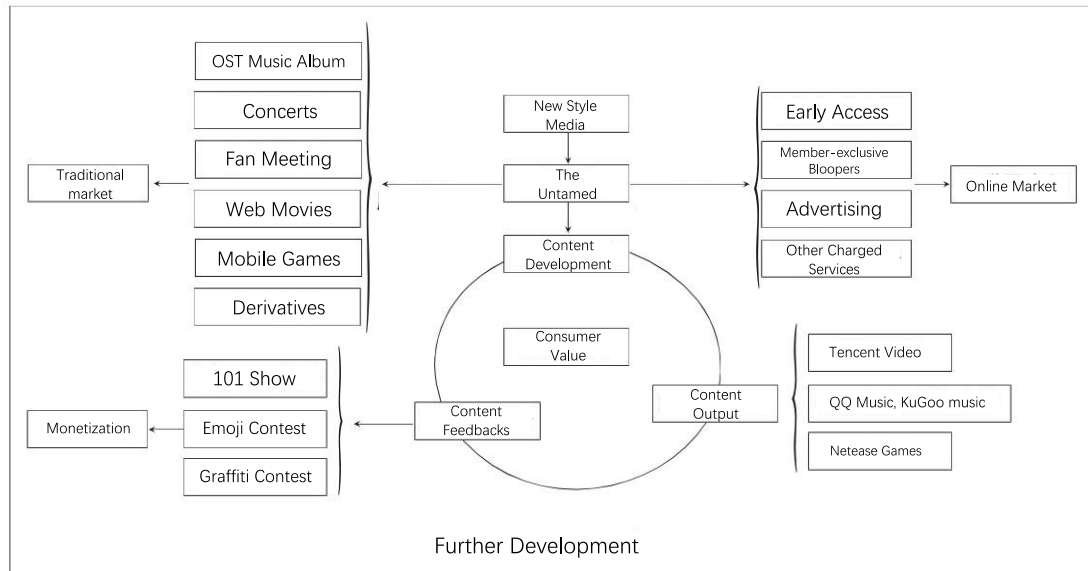 OST Music Album
Concerts
Fan Meeting
Web Movies
Mobile Games
Derivatives
Traditional
market
New Style
Media
The
Untamed
Content
Development
Consumer
Value
Early Access
Member-exclusive
Bloopers
Advertising
Other Charged
Services
Online Market
101 Show
Emoji Contest
Graffiti Contest
Monetization
Content
Feedbacks
Content
Output
Tencent Video
QQ Music, KuGoo music
Netease Games
Further Development